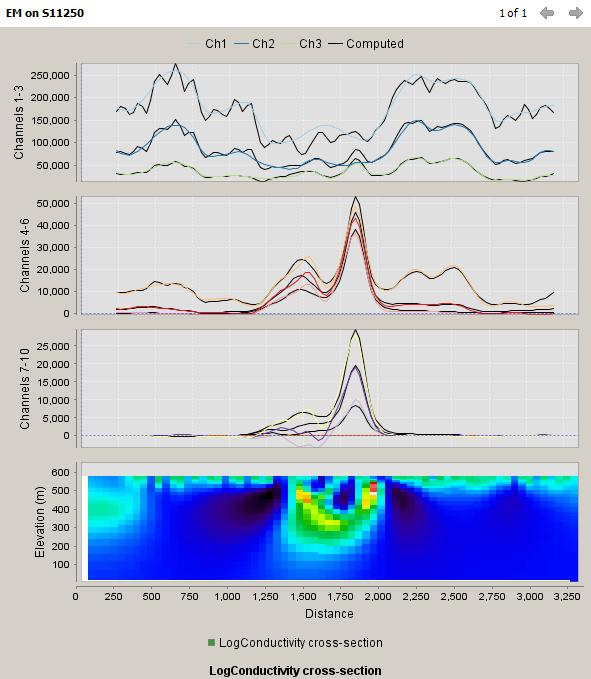 EM on S11250
1 of 1
Ch1 Ch2 Ch3 Computed
Channels 1-3
250,000
200,000
150,000
100,000
50,000
Channels 4-6
50,000
40,000
30,000
20,000
10,000
0
Channels 7-10
25,000
20,000
15,000
10,000
5,000
0
Elevation (m)
600
500
400
300
200
100
0 250 500 750 1,000 1,250 1,500 1,750 2,000 2,250 2,500 2,750 3,000 3,250
Distance
LogConductivity cross-section
LogConductivity cross-section